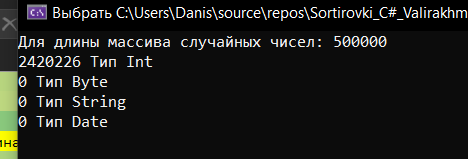 Выбрать C:\Users\Danis\source\repos\Sortirovki_C#_Valirakhm
Для длины массива случайных чисел: 500000
2420226 Тип Int
0 Тип Byte
0 Тип String
0 Тип Date